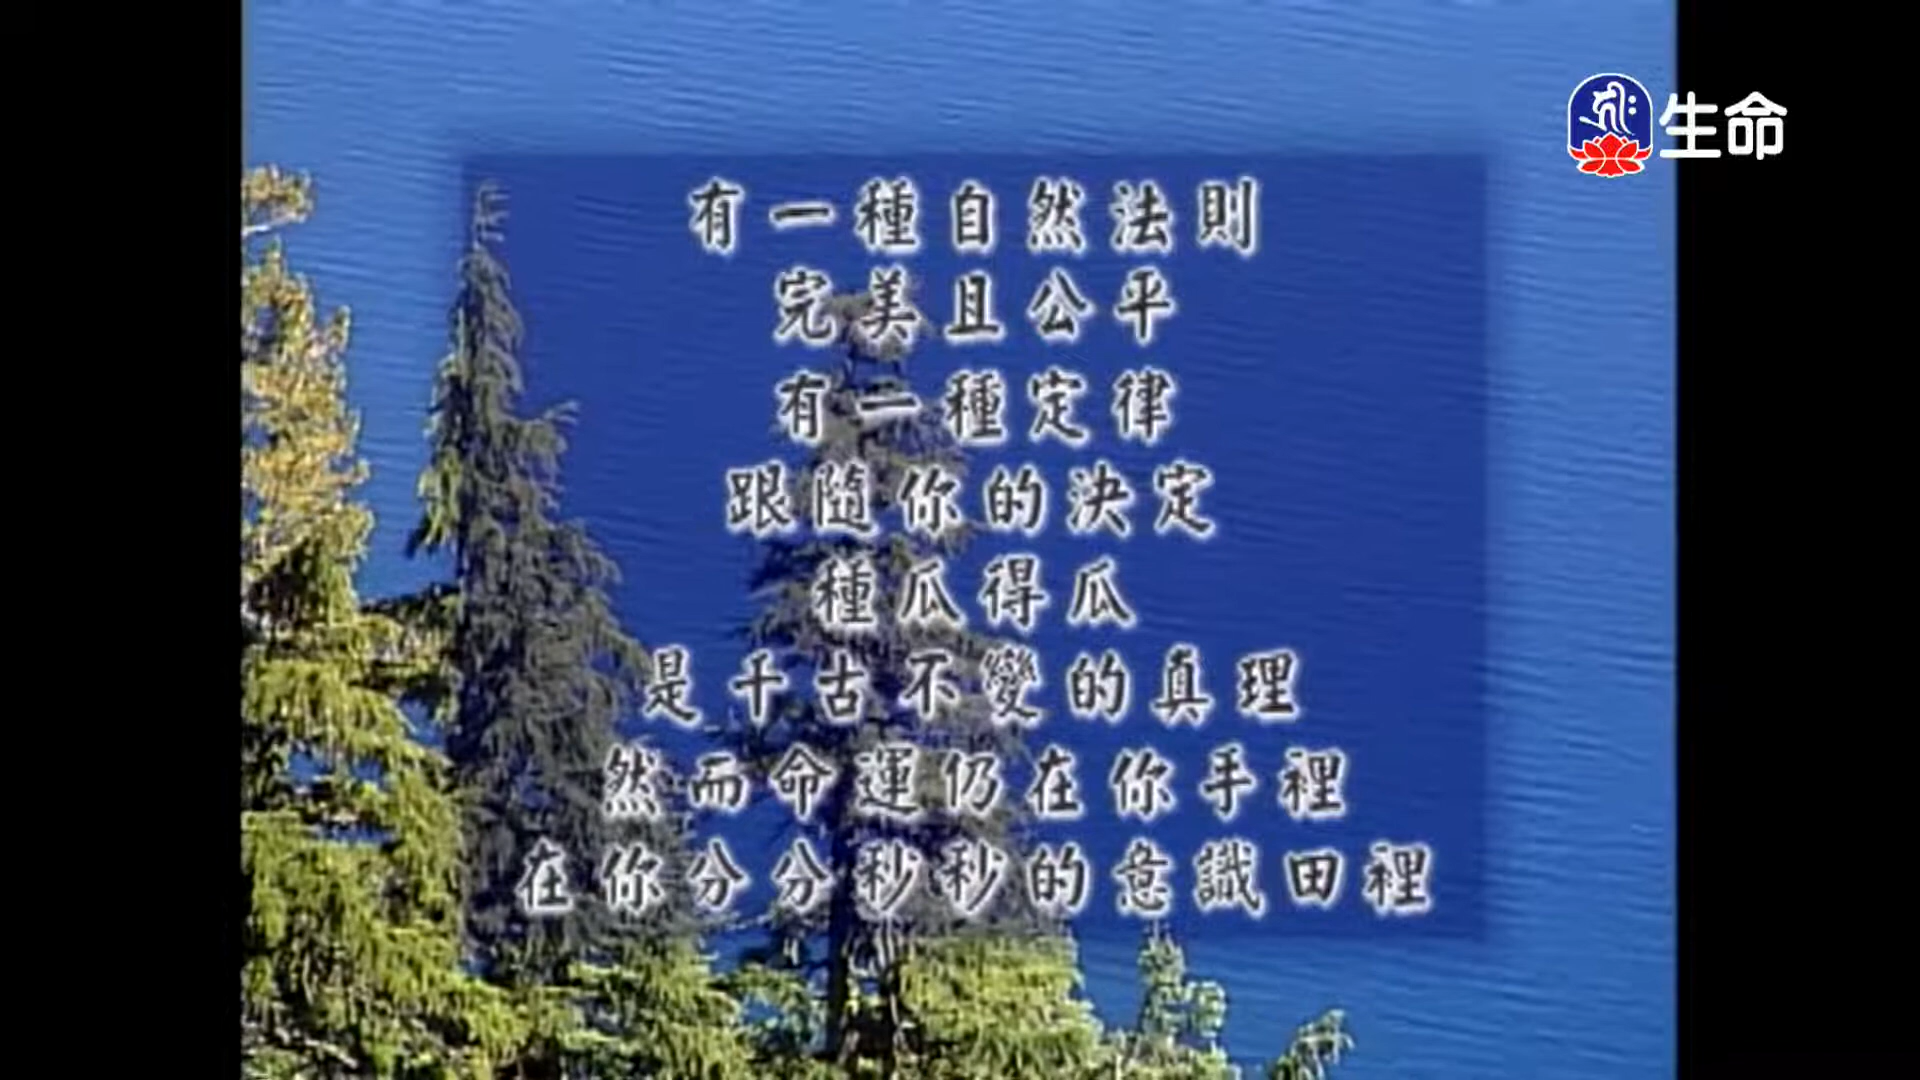 生命
有一種自然法則
完美且公平
有一種定律
跟隨你的決定
種瓜得瓜
是千古不變的真理
然而命運仍在你手裡
在你分分秒秒的意識田裡